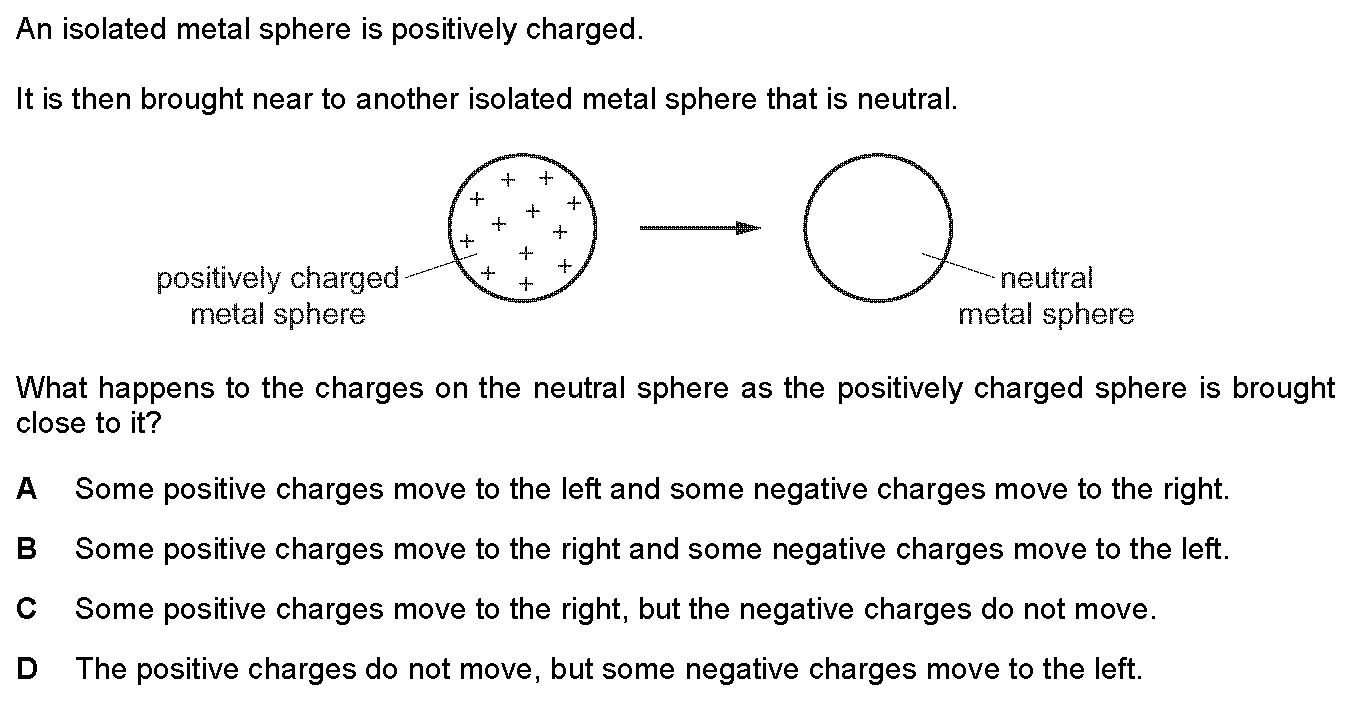 An isolated metal sphere is positively charged.
It is then brought near to another isolated metal sphere that is neutral.
+ + + + + + + + + + + + +
positively charged
metal sphere
neutral
metal sphere
What happens to the charges on the neutral sphere as the positively charged sphere is brought
close to it?
A Some positive charges move to the left and some negative charges move to the right.
B Some positive charges move to the right and some negative charges move to the left.
C Some positive charges move to the right, but the negative charges do not move.
D The positive charges do not move, but some negative charges move to the left.